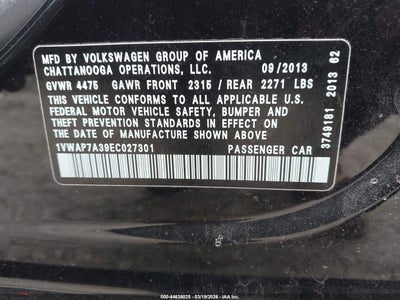 MFD BY VOLKSWAGEN GROUP OF AMERICA
CHATTANOOGA OPERATIONS, LLC. 09/2013
GVWR 4475 GAWR FRONT 2315 / REAR 2271 LBS
THIS VEHICLE CONFORMS TO ALL APPLICABLE U.S.
FEDERAL MOTOR VEHICLE SAFETY, BUMPER AND
THEFT PREVENTION STANDARDS IN EFFECT ON
THE DATE OF MANUFACTURE SHOWN ABOVE
1VWAP7A39EC027301 PASSENGER CAR
3749181 2013 62
000-44638029 - 03/19/2026 - IAA Inc.